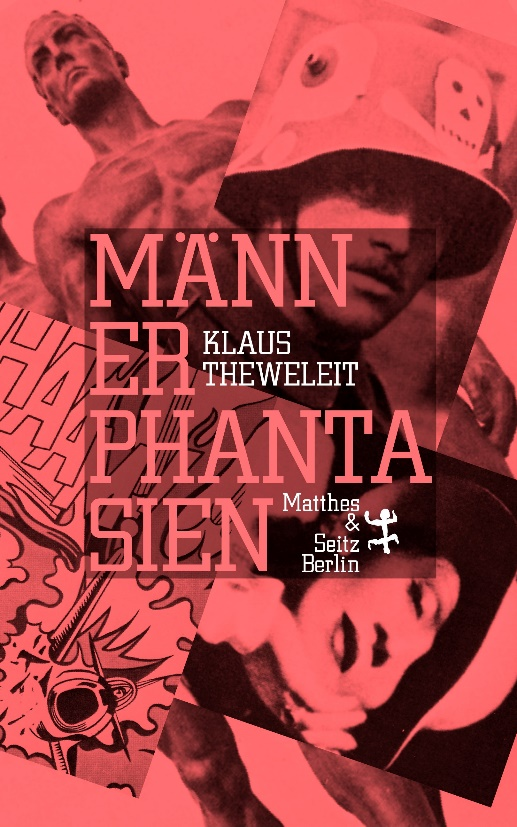 MÄNN
ER
KLAUS
THEWELEIT
PHANTA
SIEN
Matthes
&
Seitz
Berlin